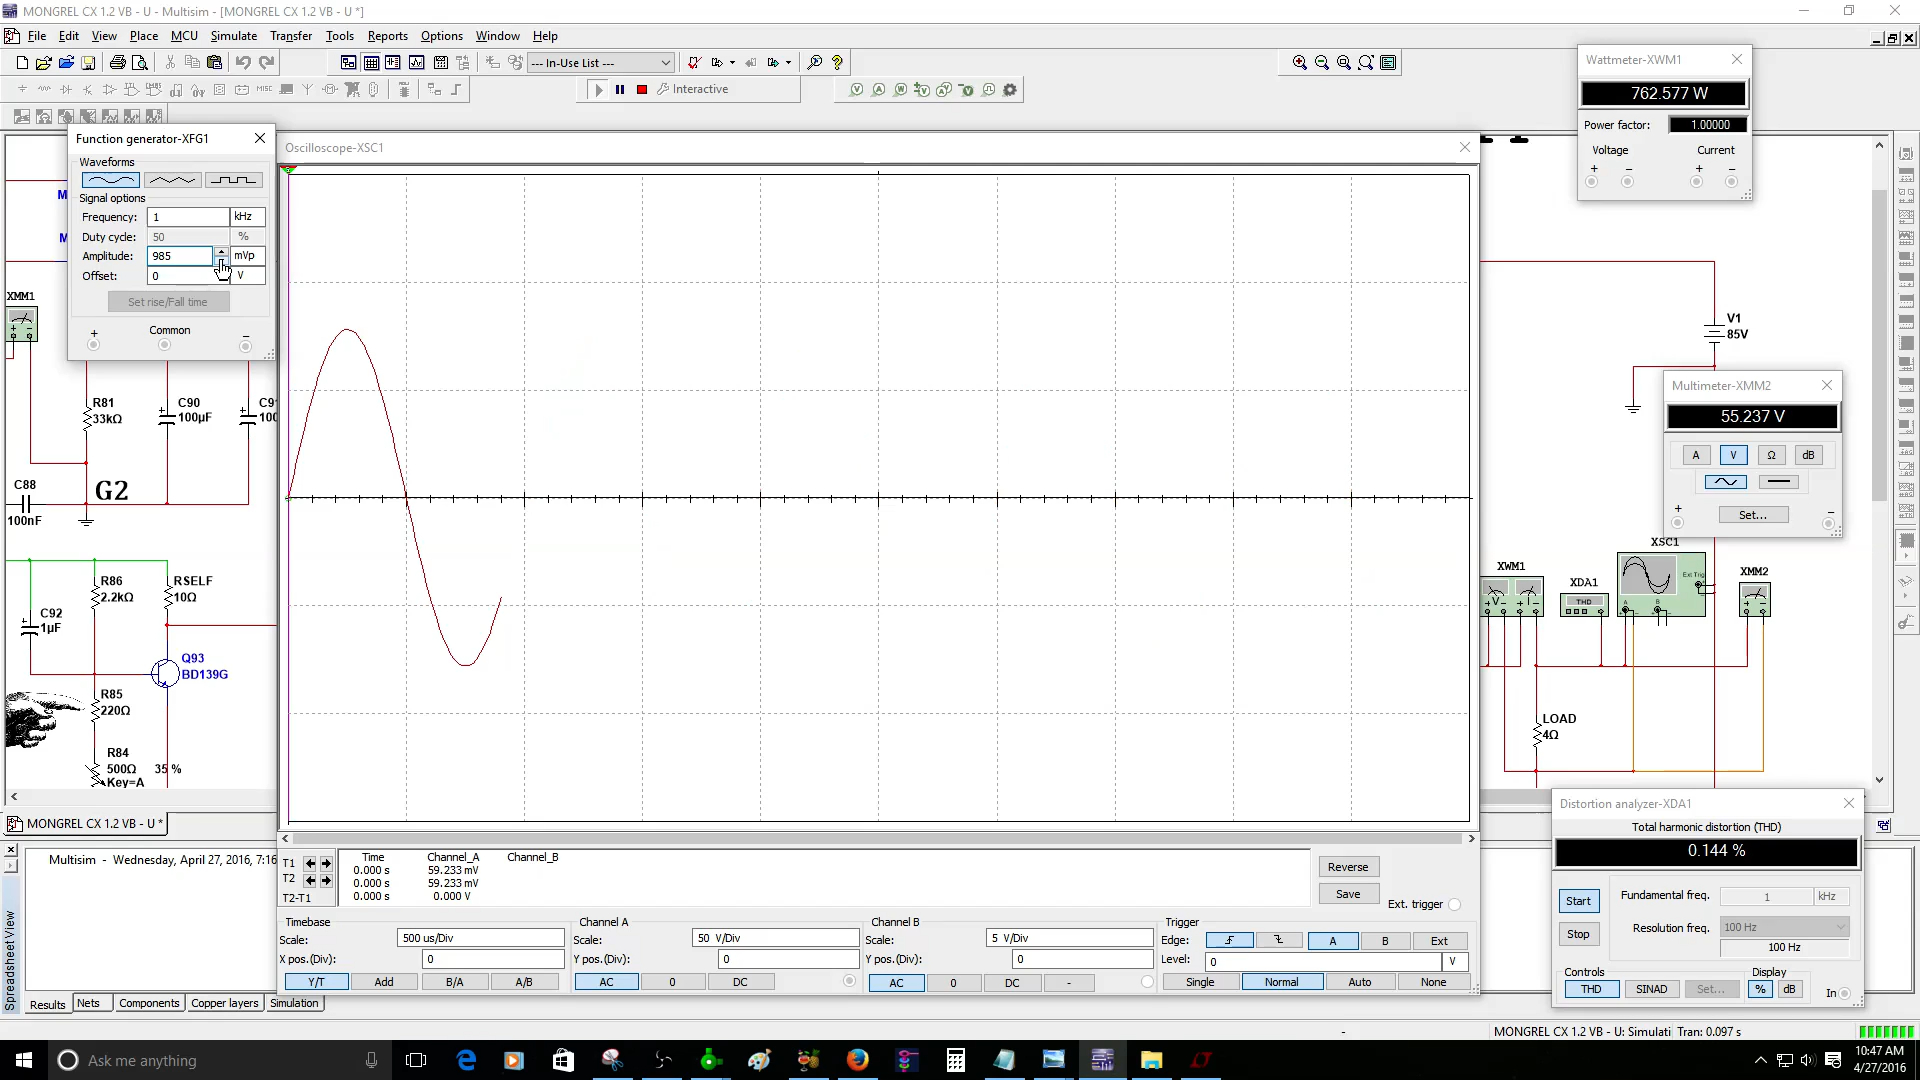 MONGREL CX 1.2 VB - U - Multisim - [MONGREL CX 1.2 VB - U *]
File Edit View Place MCU Simulate Transfer Tools Reports Options Window Help
--- In-Use List ---
Interactive
Wattmeter-XWM1
762.577 W
Power factor: 1.00000
Voltage Current
+ − + −
Function generator-XFG1
Waveforms
Signal options
Frequency: 1 kHz
Duty cycle: 50 %
Amplitude: 985 mVp
Offset: 0 V
Set rise/Fall time
+ Common −
Oscilloscope-XSC1
XMM1
R81
33kΩ
C90
100µF
C88
100nF
G2
R86
2.2kΩ
RSELF
10Ω
C92
1µF
Q93
BD139G
R85
220Ω
R84
500Ω 35 %
Key=A
V1
85V
Multimeter-XMM2
55.237 V
A V Ω dB
+ Set... −
XSC1
XWM1
XDA1
XMM2
THD
Ext Trig
LOAD
4Ω
MONGREL CX 1.2 VB - U *
Multisim - Wednesday, April 27, 2016, 7:16
Spreadsheet View
Results Nets Components Copper layers Simulation
Time Channel_A Channel_B
T1 0.000 s 59.233 mV
T2 0.000 s 59.233 mV
T2-T1 0.000 s 0.000 V
Reverse
Save
Ext. trigger
Timebase
Scale: 500 us/Div
X pos.(Div): 0
Y/T Add B/A A/B
Channel A
Scale: 50 V/Div
Y pos.(Div): 0
AC 0 DC
Channel B
Scale: 5 V/Div
Y pos.(Div): 0
AC 0 DC -
Trigger
Edge: A B Ext
Level: 0 V
Single Normal Auto None
Distortion analyzer-XDA1
Total harmonic distortion (THD)
0.144 %
Start
Stop
Fundamental freq. 1 kHz
Resolution freq. 100 Hz
100 Hz
Controls
THD SINAD Set...
Display
% dB
In
- MONGREL CX 1.2 VB - U: Simulati Tran: 0.097 s
Ask me anything
10:47 AM
4/27/2016